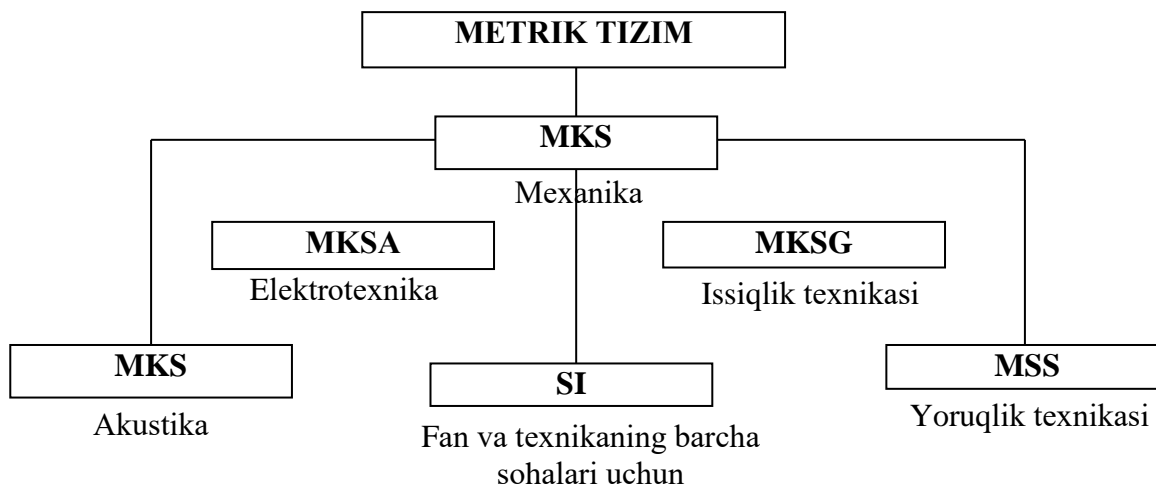 METRIK TIZIM
MKS
Mexanika
MKSA
Elektrotexnika
MKSG
Issiqlik texnikasi
MKS
Akustika
SI
Fan va texnikaning barcha
sohalari uchun
MSS
Yoruqlik texnikasi